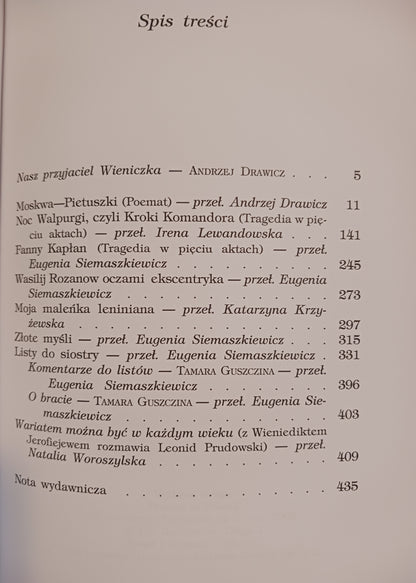 Spis treści
Nasz przyjaciel Wieniczka — ANDRZEJ DRAWICZ . . . 5
Moskwa—Pietuszki (Poemat) — przeł. Andrzej Drawicz 11
Noc Walpurgi, czyli Kroki Komandora (Tragedia w pię-
ciu aktach) — przeł. Irena Lewandowska . . . 141
Fanny Kapłan (Tragedia w pięciu aktach) — przeł.
Eugenia Siemaszkiewicz . . . . . . . . 245
Wasilij Rozanow oczami ekscentryka — przeł. Eugenia
Siemaszkiewicz . . . . . . . . . . . 273
Moja maleńka leniniana — przeł. Katarzyna Krzy-
żewska . . . . . . . . . . . . . 297
Złote myśli — przeł. Eugenia Siemaszkiewicz . . . 315
Listy do siostry — przeł. Eugenia Siemaszkiewicz . 331
Komentarze do listów — TAMARA GUSZCZINA — przeł.
Eugenia Siemaszkiewicz . . . . . . . 396
O bracie — TAMARA GUSZCZINA — przeł. Eugenia Sie-
maszkiewicz . . . . . . . . . . . 403
Wariatem można być w każdym wieku (z Wieniediktem
Jerofiejewem rozmawia Leonid Prudowski) — przeł.
Natalia Woroszylska . . . . . . . . . 409
Nota wydawnicza . . . . . . . . . . . 435